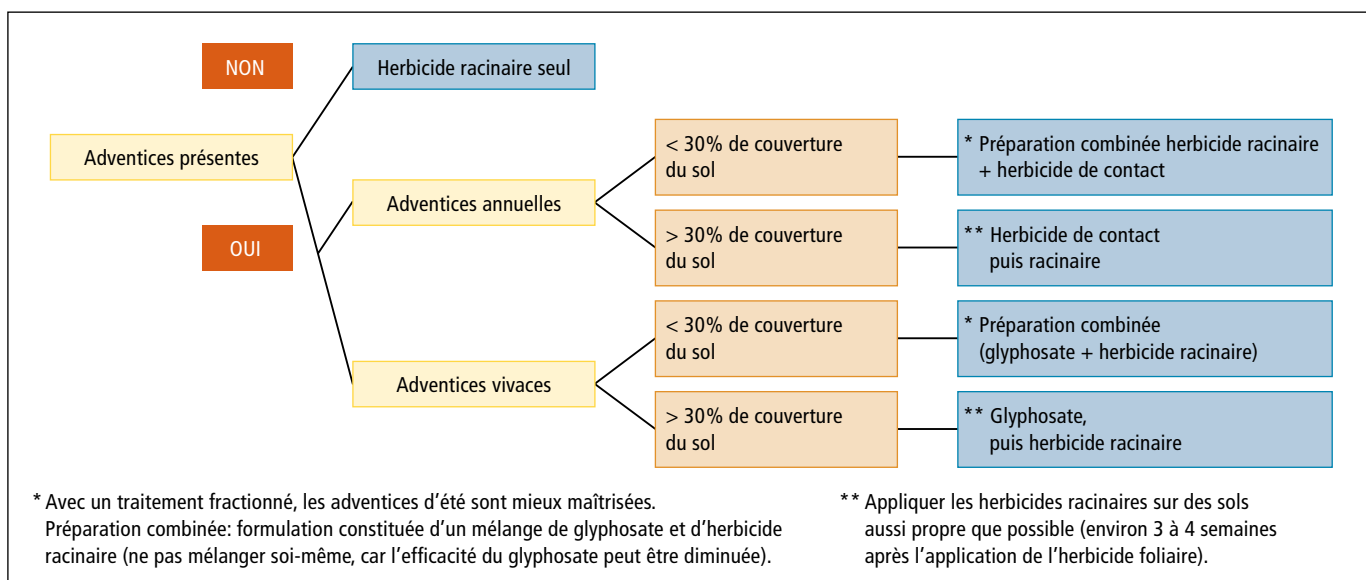 NON
Herbicide racinaire seul
Adventices présentes
OUI
Adventices annuelles
< 30% de couverture
du sol
* Préparation combinée herbicide racinaire
+ herbicide de contact
> 30% de couverture
du sol
** Herbicide de contact
puis racinaire
Adventices vivaces
< 30% de couverture
du sol
* Préparation combinée
(glyphosate + herbicide racinaire)
> 30% de couverture
du sol
** Glyphosate,
puis herbicide racinaire
* Avec un traitement fractionné, les adventices d'été sont mieux maîtrisées.
Préparation combinée: formulation constituée d'un mélange de glyphosate et d'herbicide
racinaire (ne pas mélanger soi-même, car l'efficacité du glyphosate peut être diminuée).
** Appliquer les herbicides racinaires sur des sols
aussi propre que possible (environ 3 à 4 semaines
après l'application de l'herbicide foliaire).